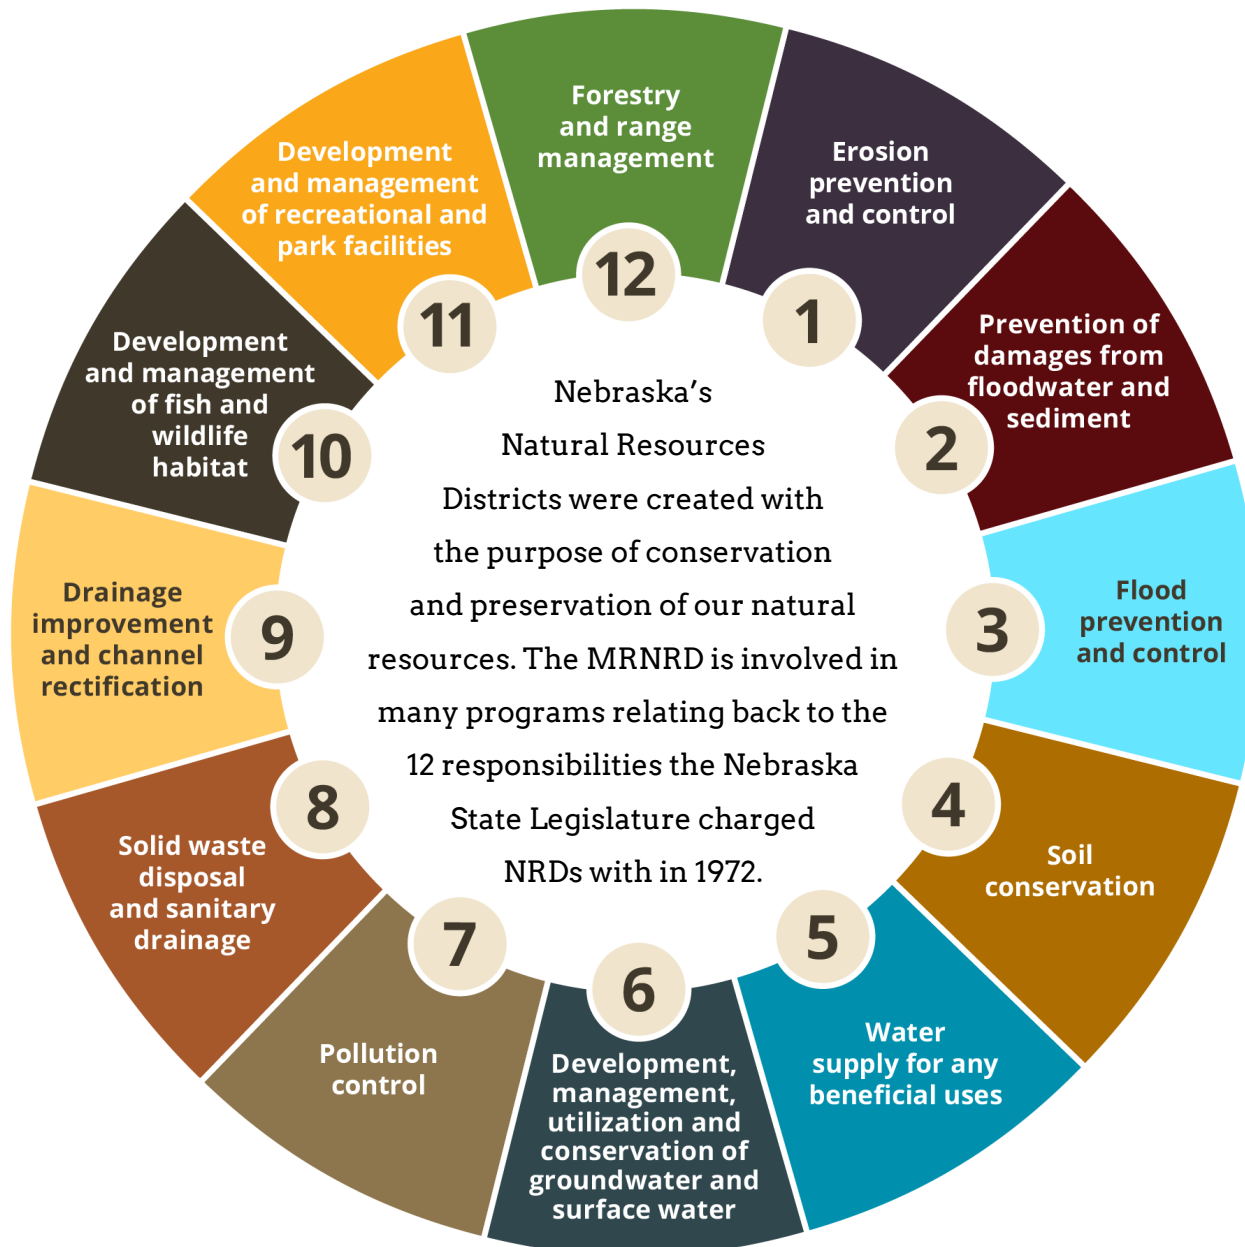 Forestry
and range
management
12
Erosion
prevention
and control
1
Prevention of
damages from
floodwater and
sediment
2
Flood
prevention
and control
3
Soil
conservation
4
Water
supply for any
beneficial uses
5
Development,
management,
utilization and
conservation of
groundwater and
surface water
6
Pollution
control
7
Solid waste
disposal
and sanitary
drainage
8
Drainage
improvement
and channel
rectification
9
Development
and management
of fish and
wildlife
habitat
10
Development
and management
of recreational and
park facilities
11
Nebraska’s
Natural Resources
Districts were created with
the purpose of conservation
and preservation of our natural
resources. The MRNRD is involved in
many programs relating back to the
12 responsibilities the Nebraska
State Legislature charged
NRDs with in 1972.